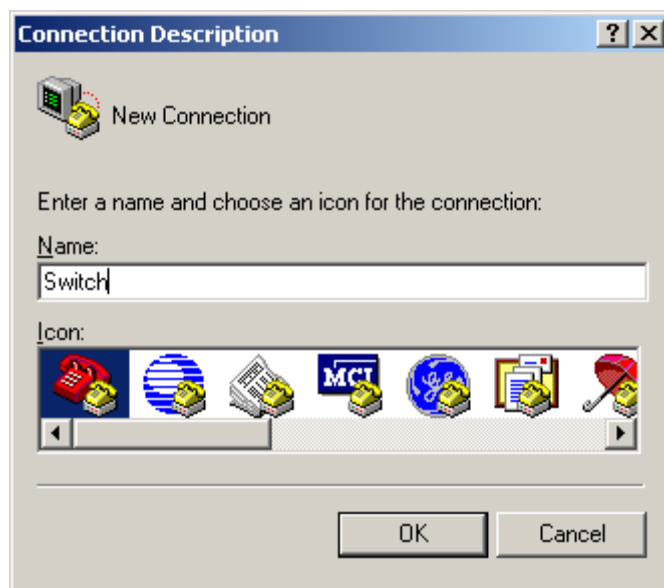 Connection Description
New Connection
Enter a name and choose an icon for the connection:
Name:
Switch
Icon:
MCI
OK Cancel